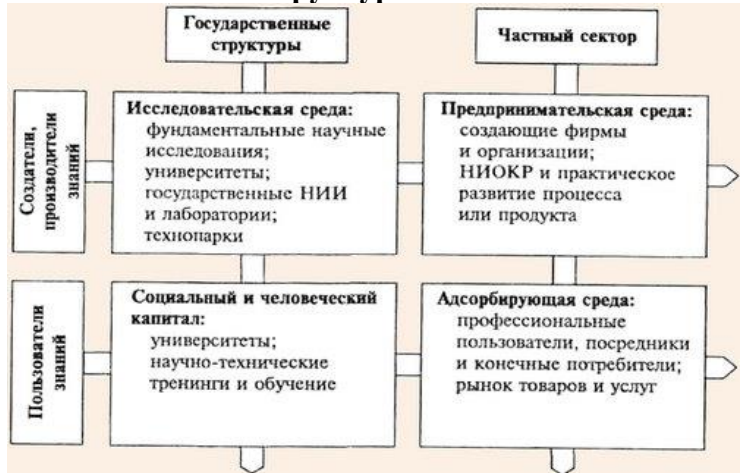 Государственные
структуры
Частный сектор
Создатели,
производители
знаний
Исследовательская среда:
фундаментальные научные
исследования;
университеты;
государственные НИИ
и лаборатории;
технопарки
Предпринимательская среда:
создающие фирмы
и организации;
НИОКР и практическое
развитие процесса
или продукта
Пользователи
знаний
Социальный и человеческий
капитал:
университеты;
научно-технические
тренинги и обучение
Адсорбирующая среда:
профессиональные
пользователи, посредники
и конечные потребители;
рынок товаров и услуг